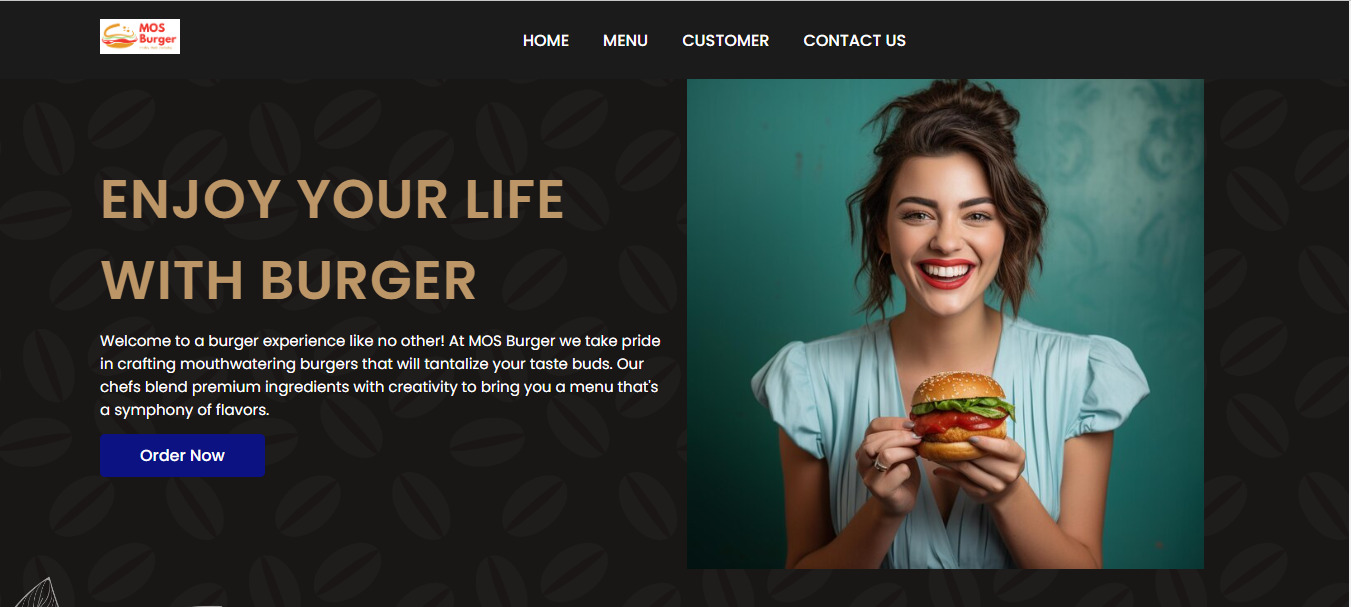 MOS
Burger
HOME MENU CUSTOMER CONTACT US
ENJOY YOUR LIFE
WITH BURGER
Welcome to a burger experience like no other! At MOS Burger we take pride
in crafting mouthwatering burgers that will tantalize your taste buds. Our
chefs blend premium ingredients with creativity to bring you a menu that's
a symphony of flavors.
Order Now